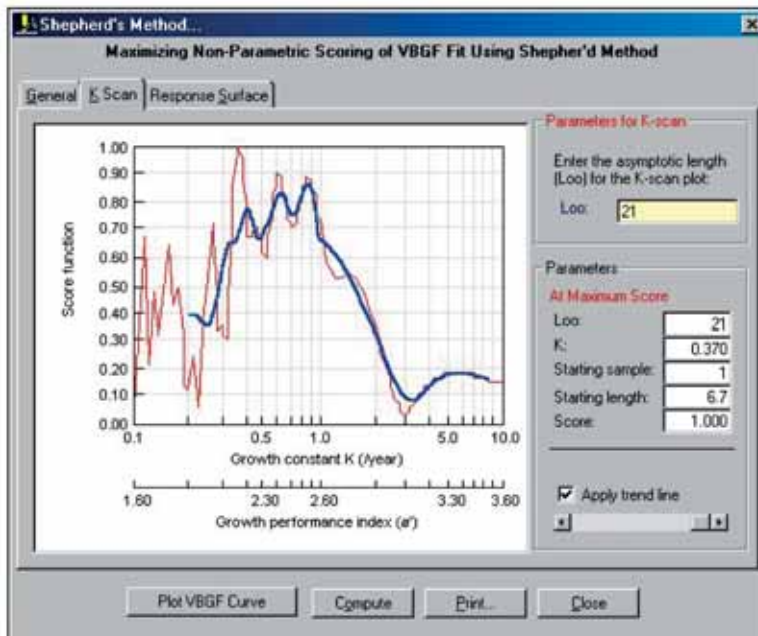 Shepherd's Method...
Maximizing Non-Parametric Scoring of VBGF Fit Using Shepher'd Method
General K Scan Response Surface
1.00
0.90
0.80
0.70
0.60
0.50
0.40
0.30
0.20
0.10
0.00
Score function
0.1 0.5 1.0 5.0 10.0
Growth constant K (/year)
1.60 2.30 2.60 3.30 3.60
Growth performance index (ø')
Parameters for K-scan
Enter the asymptotic length
(Loo) for the K-scan plot:
Loo: 21
Parameters
At Maximum Score
Loo: 21
K: 0.370
Starting sample: 1
Starting length: 6.7
Score: 1.000
Apply trend line
Plot VBGF Curve Compute Print... Close